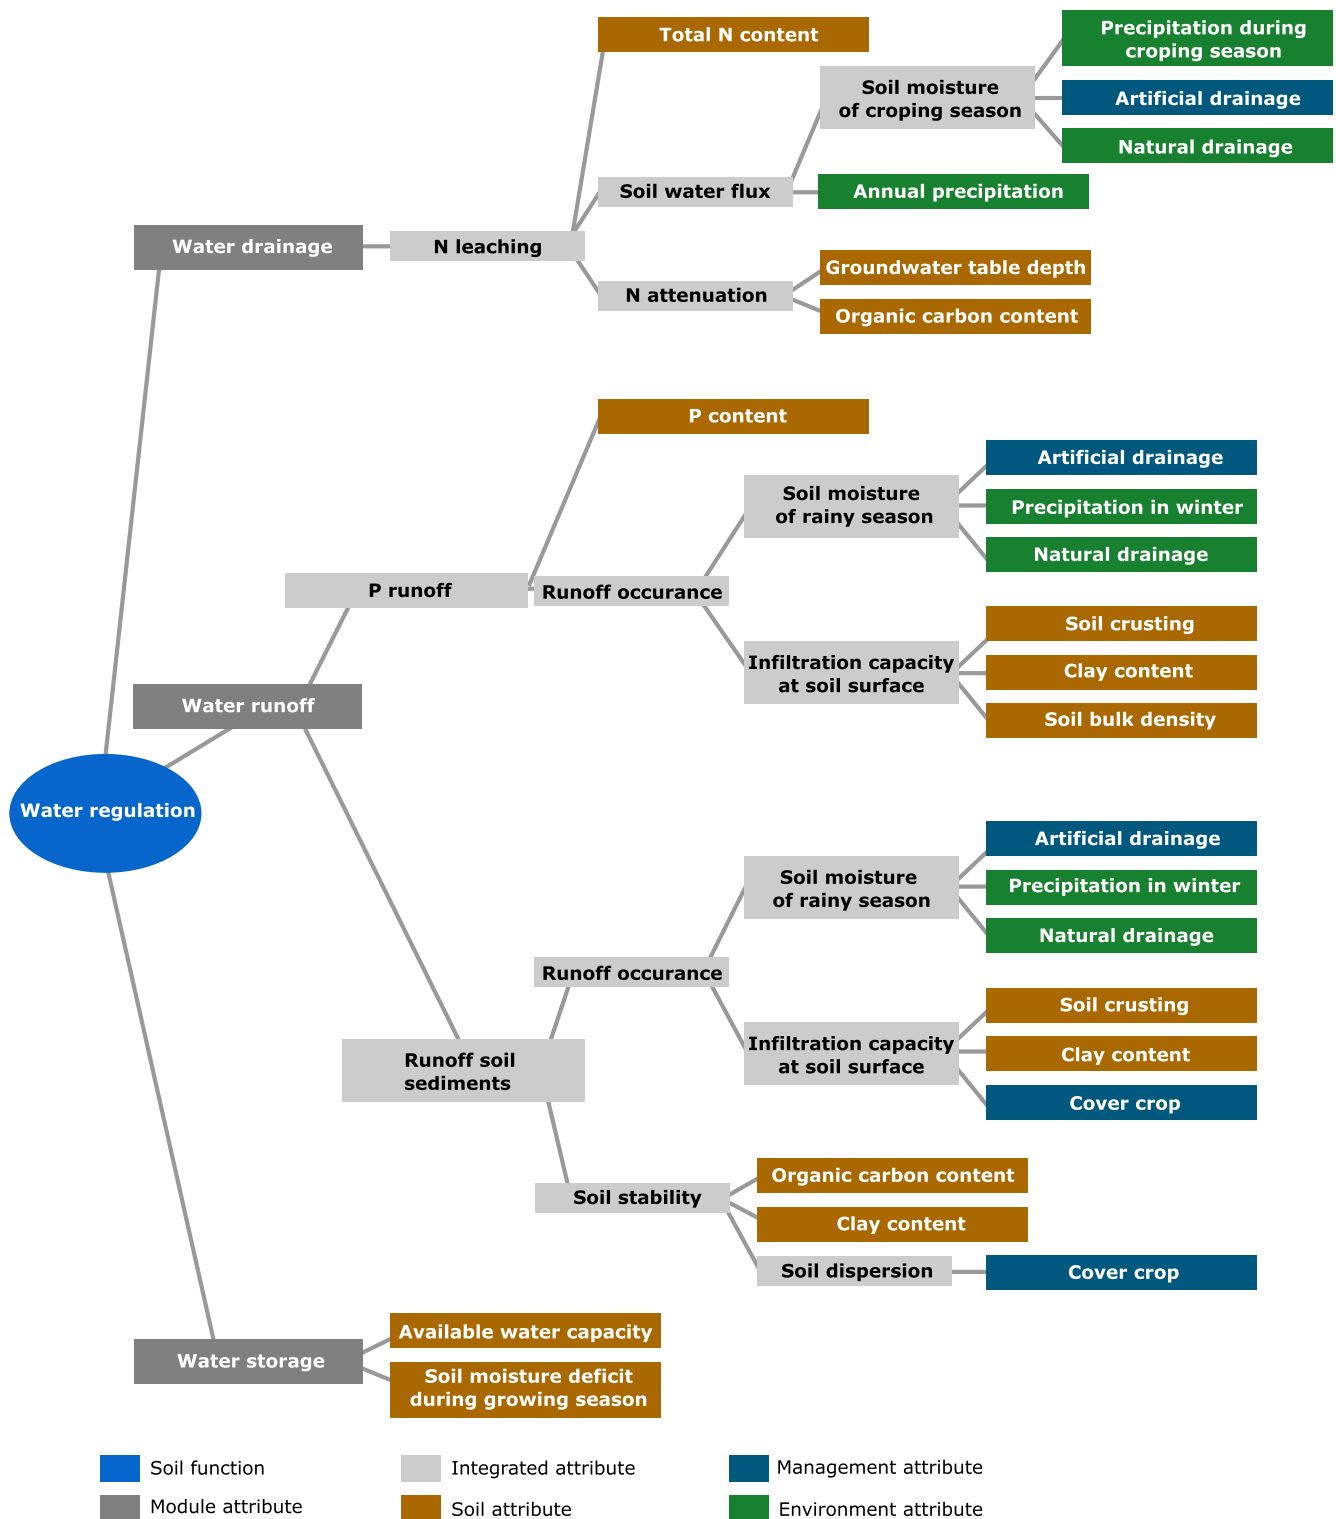 Total N content
Precipitation during
croping season
Soil moisture
of croping season
Artificial drainage
Natural drainage
Soil water flux
Annual precipitation
Water drainage
N leaching
Groundwater table depth
N attenuation
Organic carbon content
P content
Artificial drainage
Soil moisture
of rainy season
Precipitation in winter
Natural drainage
P runoff
Runoff occurance
Soil crusting
Infiltration capacity
at soil surface
Clay content
Soil bulk density
Water runoff
Water regulation
Artificial drainage
Soil moisture
of rainy season
Precipitation in winter
Natural drainage
Runoff occurance
Soil crusting
Infiltration capacity
at soil surface
Clay content
Cover crop
Runoff soil
sediments
Organic carbon content
Soil stability
Clay content
Soil dispersion
Cover crop
Available water capacity
Water storage
Soil moisture deficit
during growing season
Soil function
Integrated attribute
Management attribute
Module attribute
Soil attribute
Environment attribute